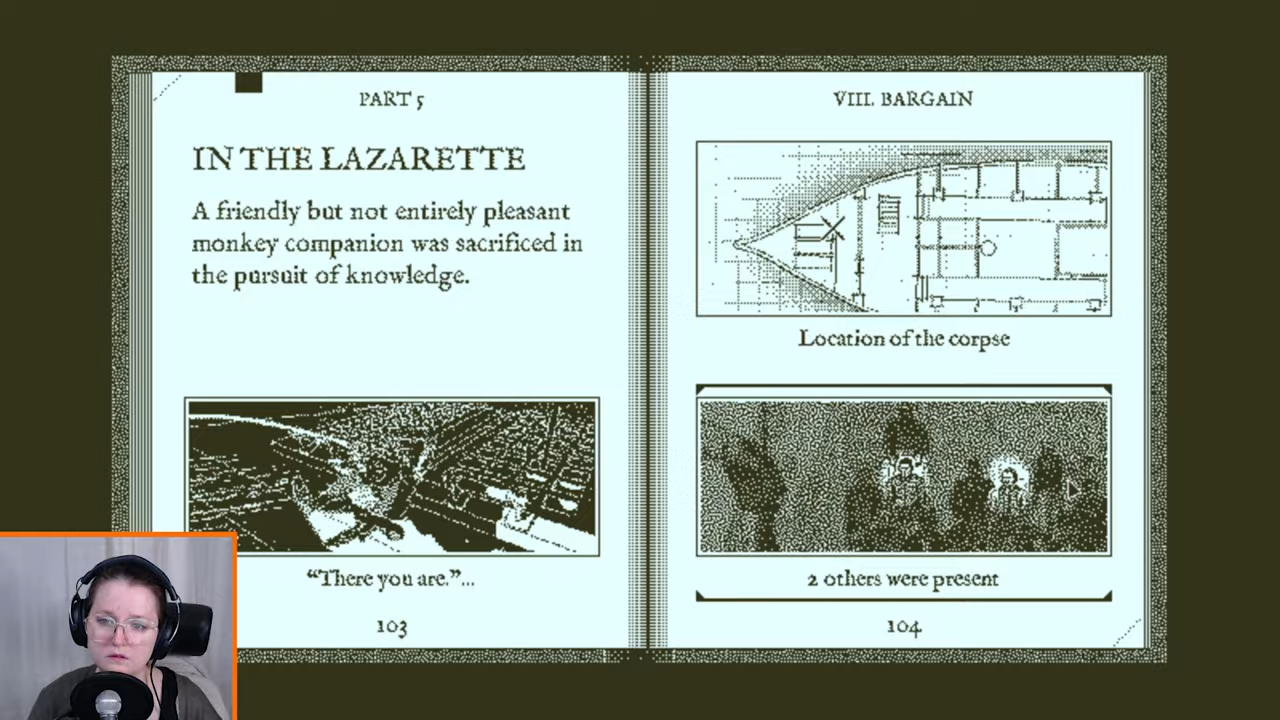 PART 5
IN THE LAZARETTE
A friendly but not entirely pleasant
monkey companion was sacrificed in
the pursuit of knowledge.
“There you are.”...
103
VIII. BARGAIN
Location of the corpse
2 others were present
104